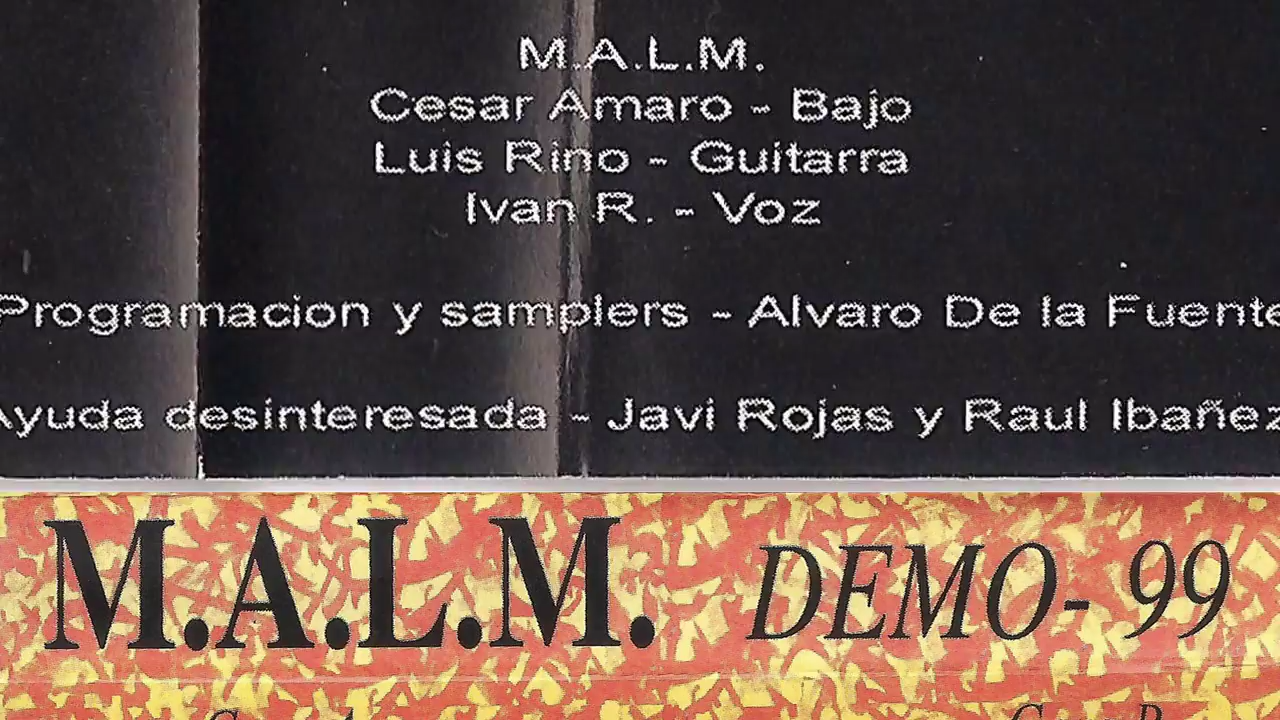 M.A.L.M.
Cesar Amaro - Bajo
Luis Rino - Guitarra
Ivan R. - Voz
Programacion y samplers - Alvaro De la Fuente
Ayuda desinteresada - Javi Rojas y Raul Ibañez
M.A.L.M. DEMO- 99